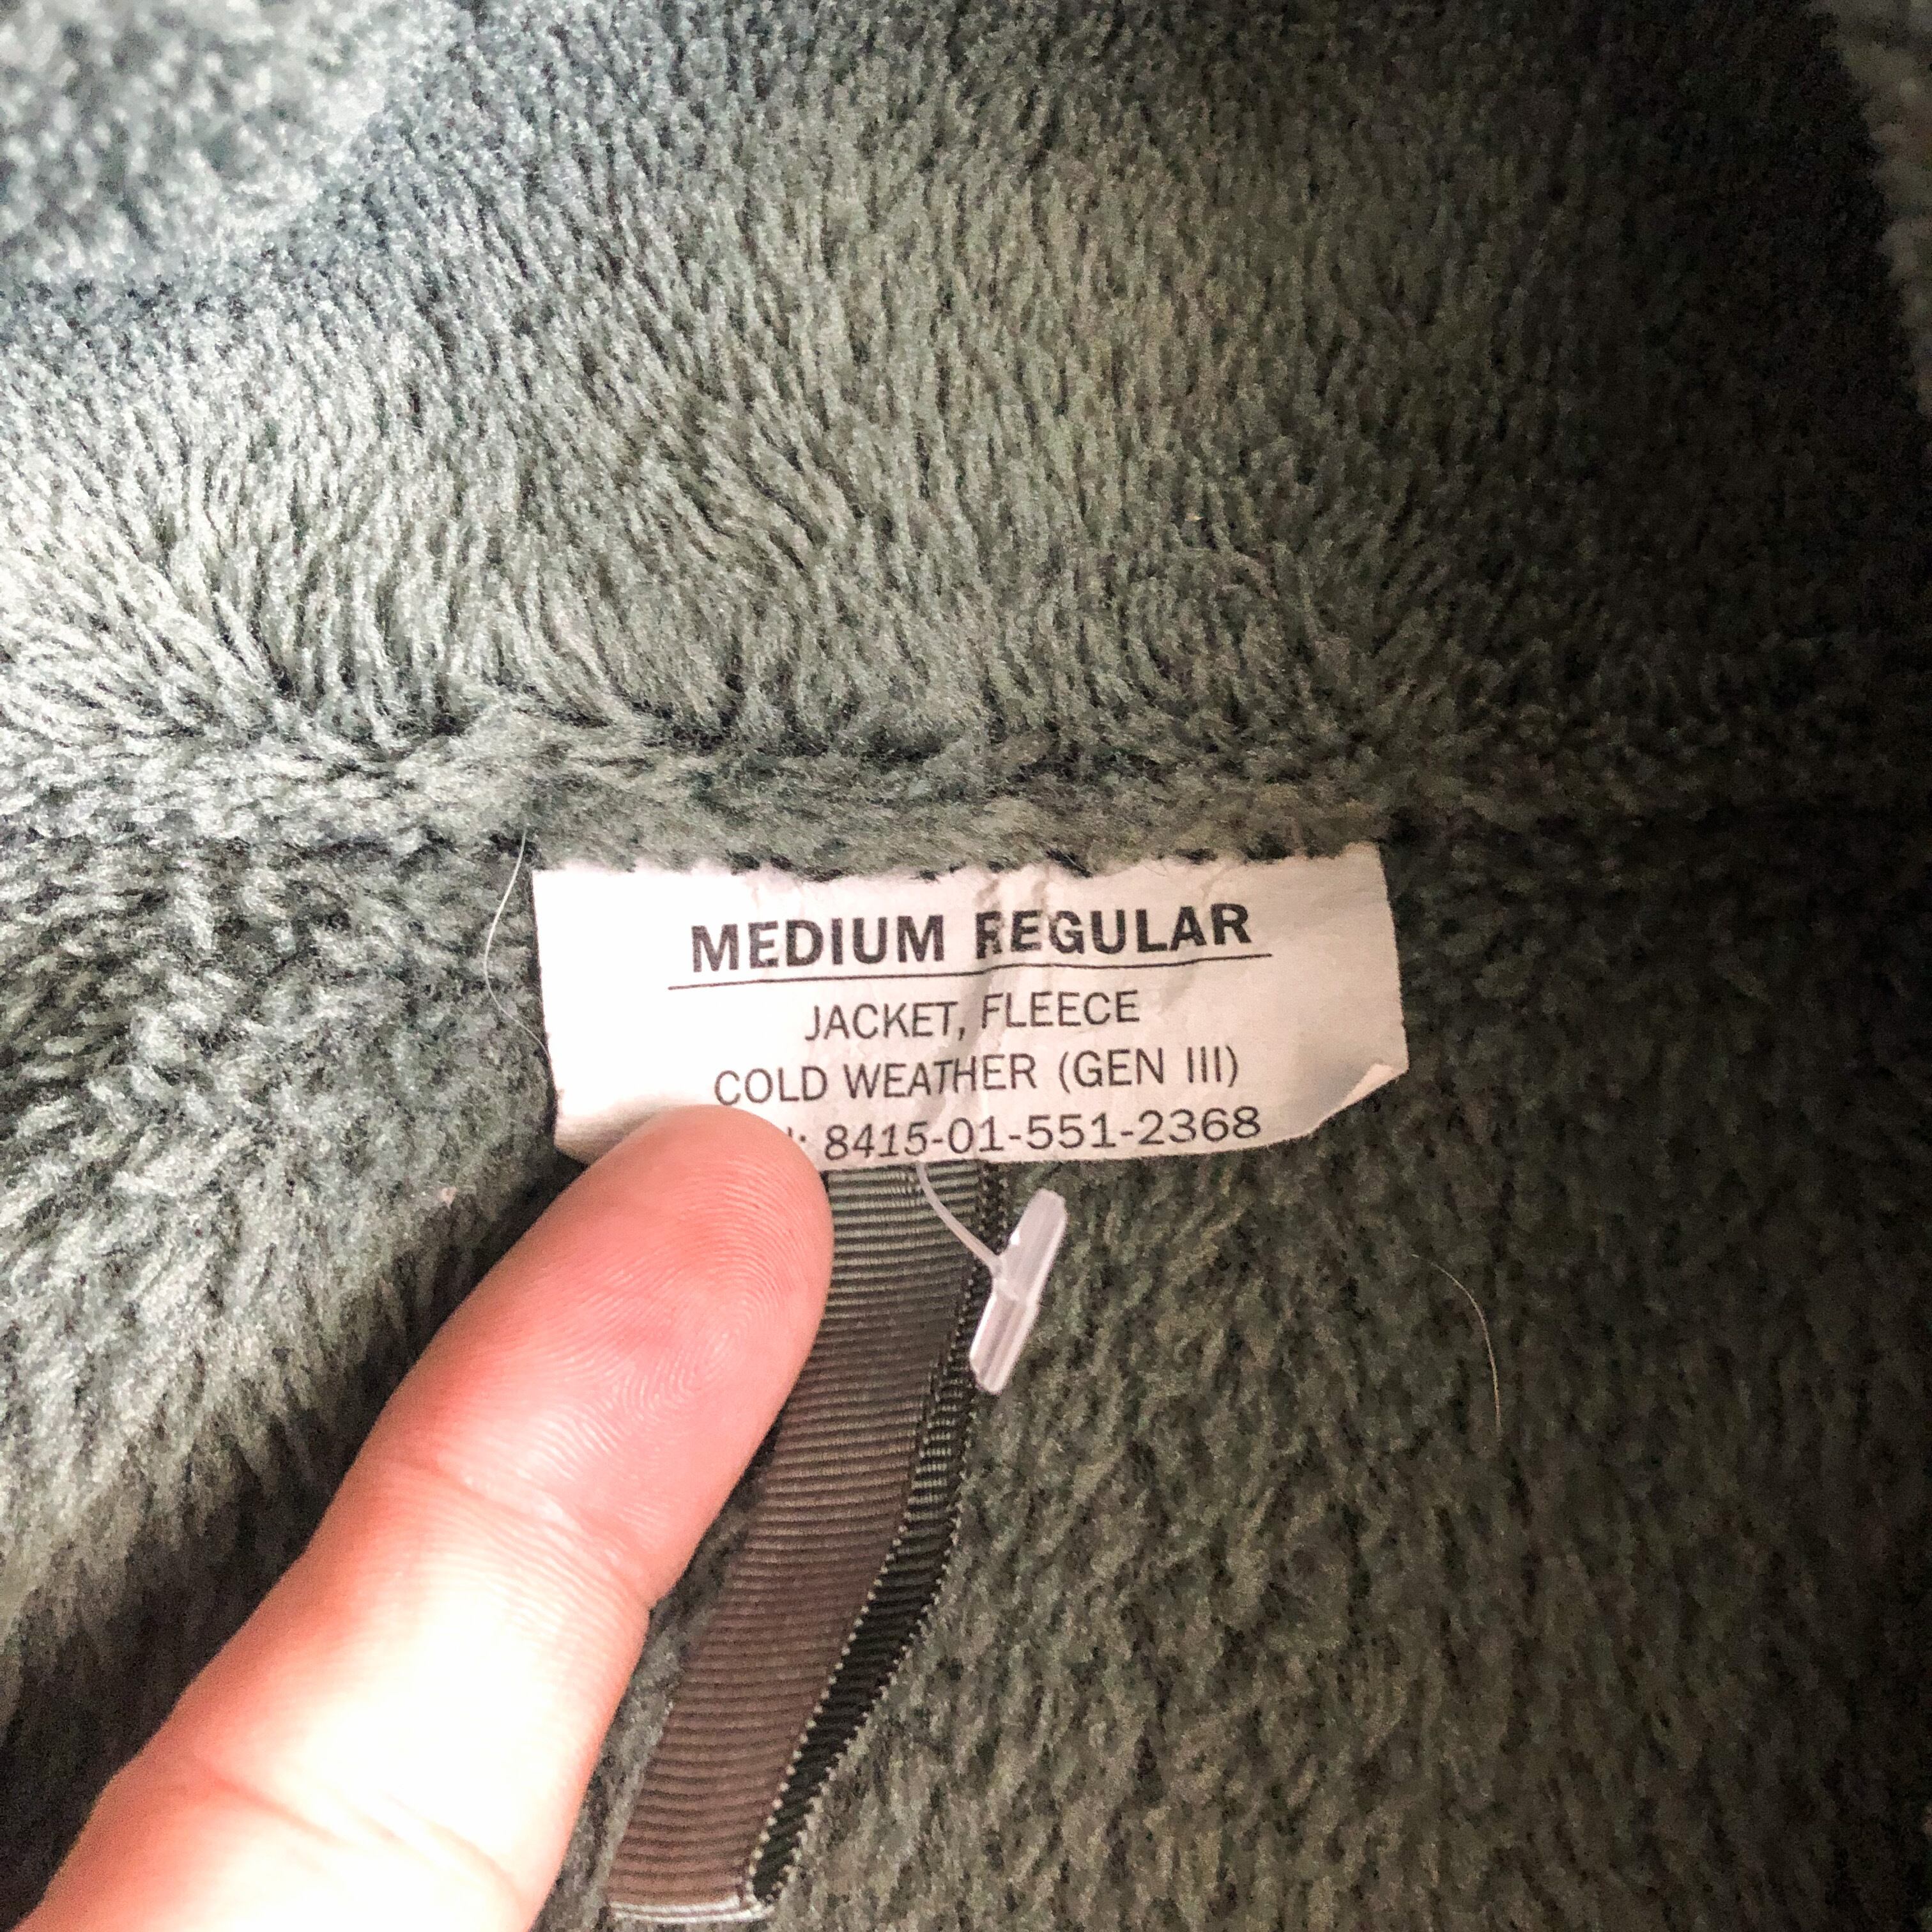 MEDIUM REGULAR
JACKET, FLEECE
COLD WEATHER (GEN III)
8415-01-551-2368